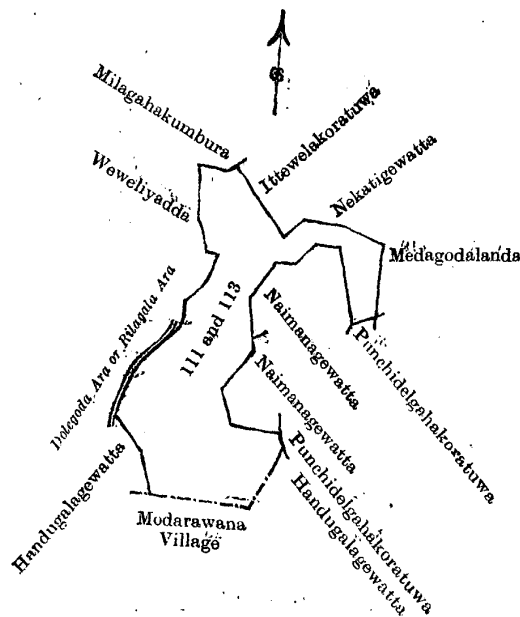 Milagahakumbura
Ittewelakoratuwa
Weweliyadda
Nekatigewatta
Medagodalanda
111 and 113
Naimanagewatta
Dolegoda Ara or Rilagala Ara
Punchidelgahakoratuwa
Naimanagewatta
Handugalagewatta
Punchidelgahakoratuwa
Handugalagewatta
Modarawana
Village